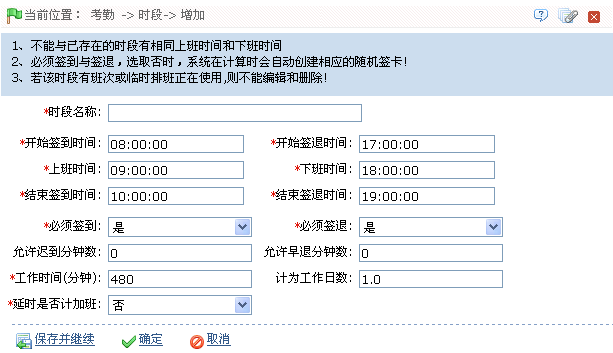 当前位置： 考勤 -> 时段-> 增加
1、不能与已存在的时段有相同上班时间和下班时间
2、必须签到与签退，选取否时，系统在计算时会自动创建相应的随机签卡!
3、若该时段有班次或临时排班正在使用,则不能编辑和删除!
*时段名称:
*开始签到时间: 08:00:00 *开始签退时间: 17:00:00
*上班时间: 09:00:00 *下班时间: 18:00:00
*结束签到时间: 10:00:00 *结束签退时间: 19:00:00
*必须签到: 是 *必须签退: 是
允许迟到分钟数: 0 允许早退分钟数: 0
*工作时间(分钟): 480 计为工作日数: 1.0
*延时是否计加班: 否
保存并继续 确定 取消